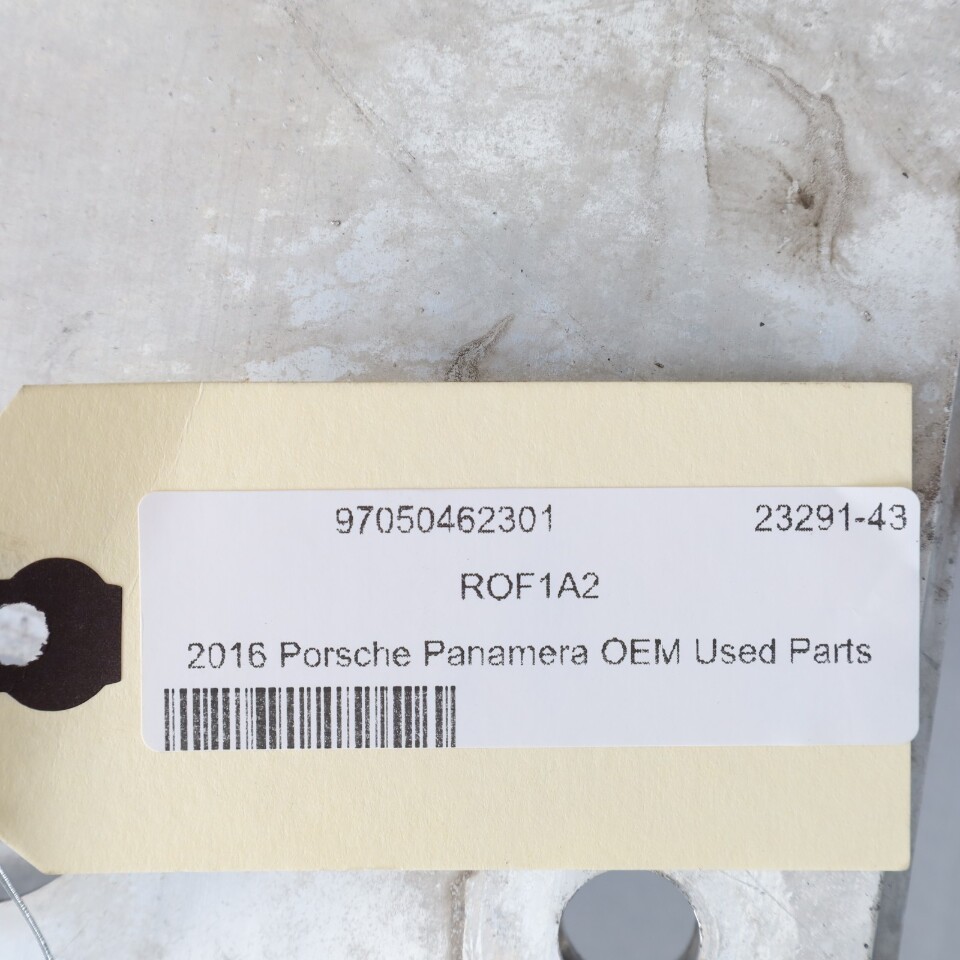 97050462301 23291-43
ROF1A2
2016 Porsche Panamera OEM Used Parts